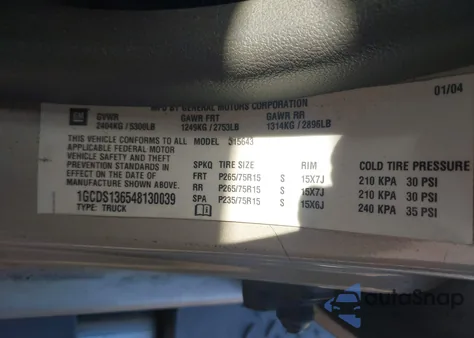 01/04
MFD BY GENERAL MOTORS CORPORATION
GM GVWR GAWR FRT GAWR RR
2404KG / 5300LB 1249KG / 2753LB 1314KG / 2896LB
THIS VEHICLE CONFORMS TO ALL MODEL: 315643
APPLICABLE FEDERAL MOTOR
VEHICLE SAFETY AND THEFT SPKQ TIRE SIZE RIM COLD TIRE PRESSURE
PREVENTION STANDARDS IN FRT P265/75R15 S 15X7J 210 KPA 30 PSI
EFFECT ON THE DATE OF RR P265/75R15 S 15X7J 210 KPA 30 PSI
MANUFACTURE SHOWN ABOVE. SPA P235/75R15 S 15X6J 240 KPA 35 PSI
1GCDS136548130039
TYPE: TRUCK
autoSnap